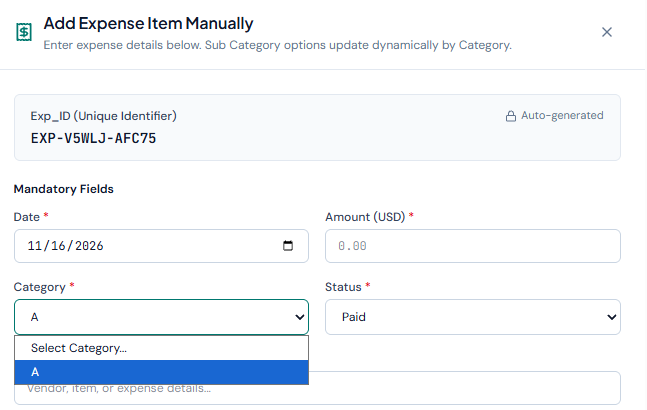 Add Expense Item Manually
Enter expense details below. Sub Category options update dynamically by Category.
Exp_ID (Unique Identifier)
Auto-generated
EXP-V5WLJ-AFC75
Mandatory Fields
Date *
Amount (USD) *
11/16/2026
0.00
Category *
Status *
A
Paid
Select Category...
A
Vendor, item, or expense details...